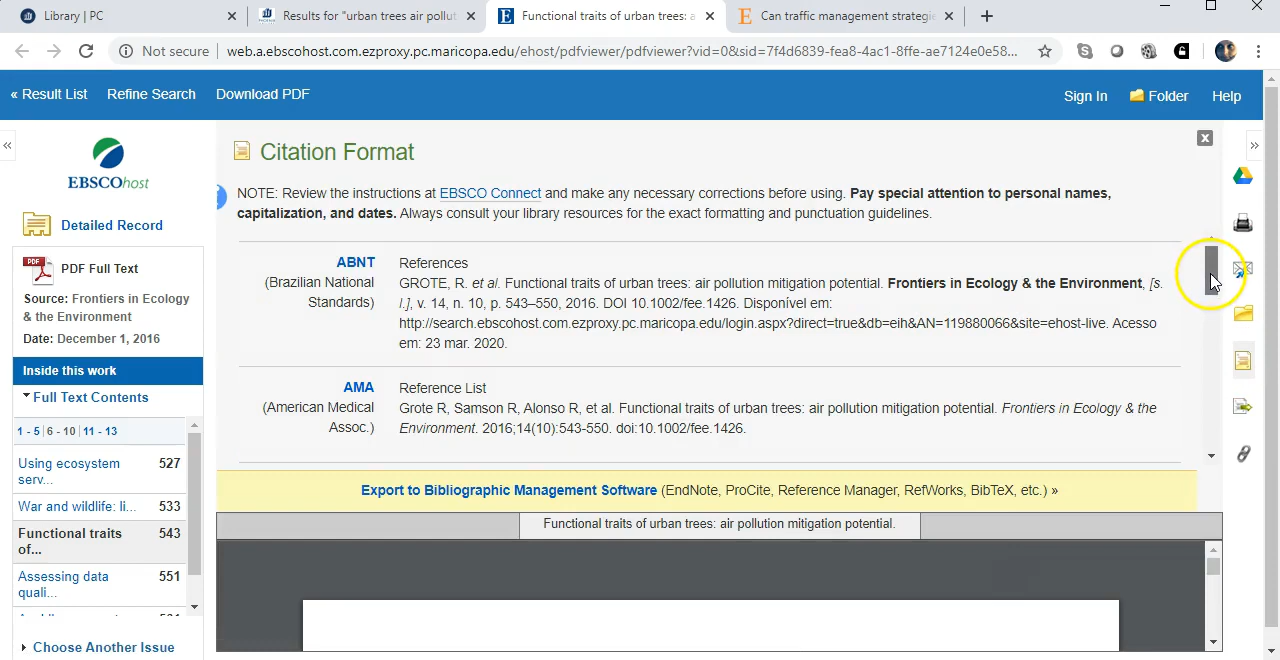 Library | PC
Results for "urban trees air pollut
Functional traits of urban trees: a
Can traffic management strategi
Not secure
web.a.ebscohost.com.ezproxy.pc.maricopa.edu/ehost/pdfviewer/pdfviewer?vid=0&sid=7f4d6839-fea8-4ac1-8ffe-ae7124e0e58...
« Result List
Refine Search
Download PDF
Sign In
Folder
Help
EBSCOhost
Detailed Record
PDF
PDF Full Text
Source: Frontiers in Ecology
& the Environment
Date: December 1, 2016
Inside this work
Full Text Contents
1 - 5 | 6 - 10 | 11 - 13
Using ecosystem serv... 527
War and wildlife: li... 533
Functional traits of... 543
Assessing data quali... 551
Choose Another Issue
Citation Format
NOTE: Review the instructions at EBSCO Connect and make any necessary corrections before using. Pay special attention to personal names,
capitalization, and dates. Always consult your library resources for the exact formatting and punctuation guidelines.
ABNT
(Brazilian National
Standards)
References
GROTE, R. et al. Functional traits of urban trees: air pollution mitigation potential. Frontiers in Ecology & the Environment, [s.
l.], v. 14, n. 10, p. 543–550, 2016. DOI 10.1002/fee.1426. Disponível em:
http://search.ebscohost.com.ezproxy.pc.maricopa.edu/login.aspx?direct=true&db=eih&AN=119880066&site=ehost-live. Acesso
em: 23 mar. 2020.
AMA
(American Medical
Assoc.)
Reference List
Grote R, Samson R, Alonso R, et al. Functional traits of urban trees: air pollution mitigation potential. Frontiers in Ecology & the
Environment. 2016;14(10):543-550. doi:10.1002/fee.1426.
Export to Bibliographic Management Software (EndNote, ProCite, Reference Manager, RefWorks, BibTeX, etc.) »
Functional traits of urban trees: air pollution mitigation potential.